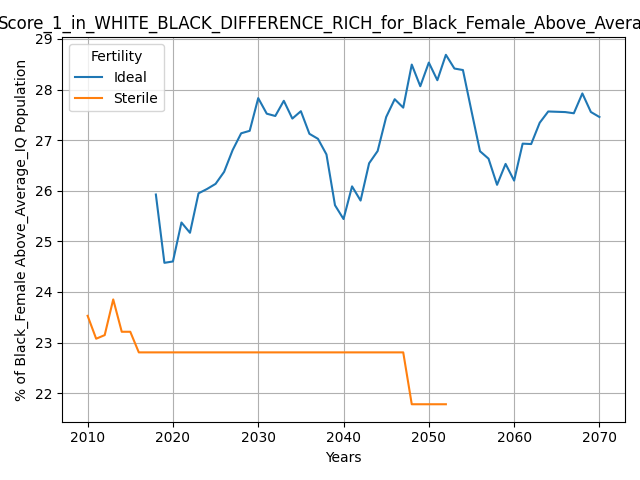 Score_1_in_WHITE_BLACK_DIFFERENCE_RICH_for_Black_Female_Above_Avera
% of Black_Female Above_Average_IQ Population
29
28
27
26
25
24
23
22
Fertility
Ideal
Sterile
2010 2020 2030 2040 2050 2060 2070
Years